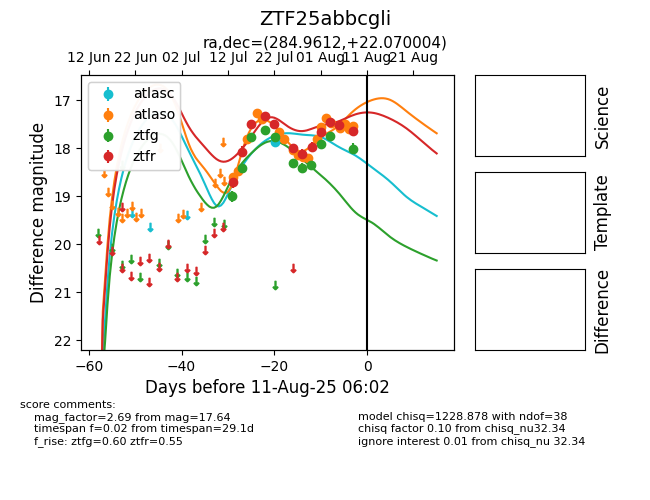 ZTF25abbcgli
ra,dec=(284.9612,+22.070004)
12 Jun 22 Jun 02 Jul 12 Jul 22 Jul 01 Aug 11 Aug 21 Aug
atlasc
atlaso
ztfg
ztfr
17
18
19
20
21
22
Difference magnitude
−60 −40 −20 0
Days before 11-Aug-25 06:02
Science
Template
Difference
score comments:
mag_factor=2.69 from mag=17.64
timespan f=0.02 from timespan=29.1d
f_rise: ztfg=0.60 ztfr=0.55
model chisq=1228.878 with ndof=38
chisq factor 0.10 from chisq_nu32.34
ignore interest 0.01 from chisq_nu 32.34